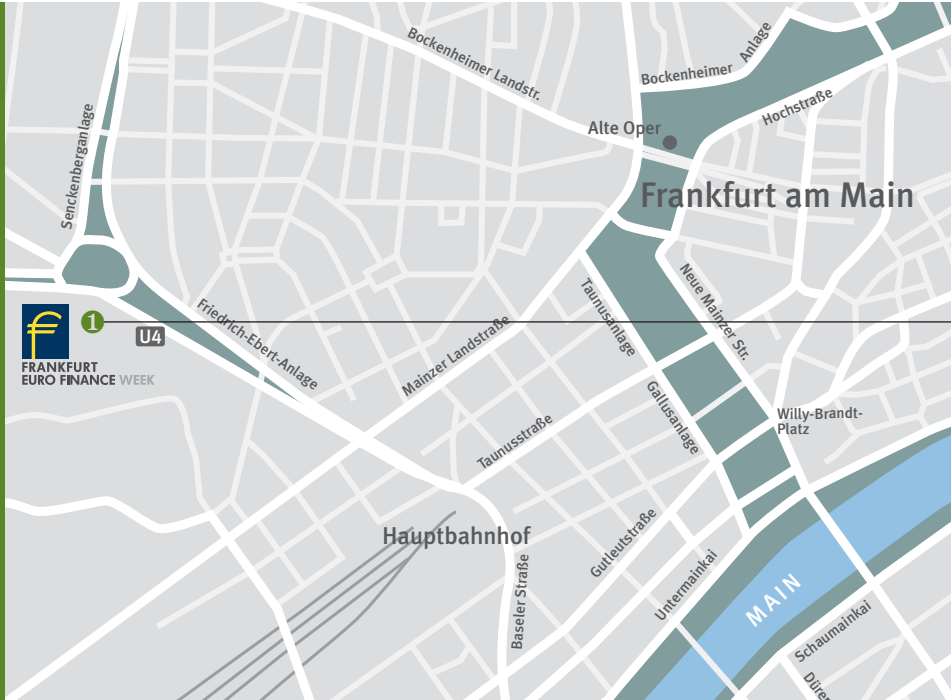 Bockenheimer Landstr.
Bockenheimer Anlage
Hochstraße
Senckenberganlage
Alte Oper
Frankfurt am Main
Neue Mainzer Str.
Taunusanlage
1
U4
Friedrich-Ebert-Anlage
FRANKFURT
EURO FINANCE WEEK
Mainzer Landstraße
Gallusanlage
Taunusstraße
Willy-Brandt-
Platz
Hauptbahnhof
Gutleutstraße
Baseler Straße
Untermainkai
MAIN
Schaumainkai